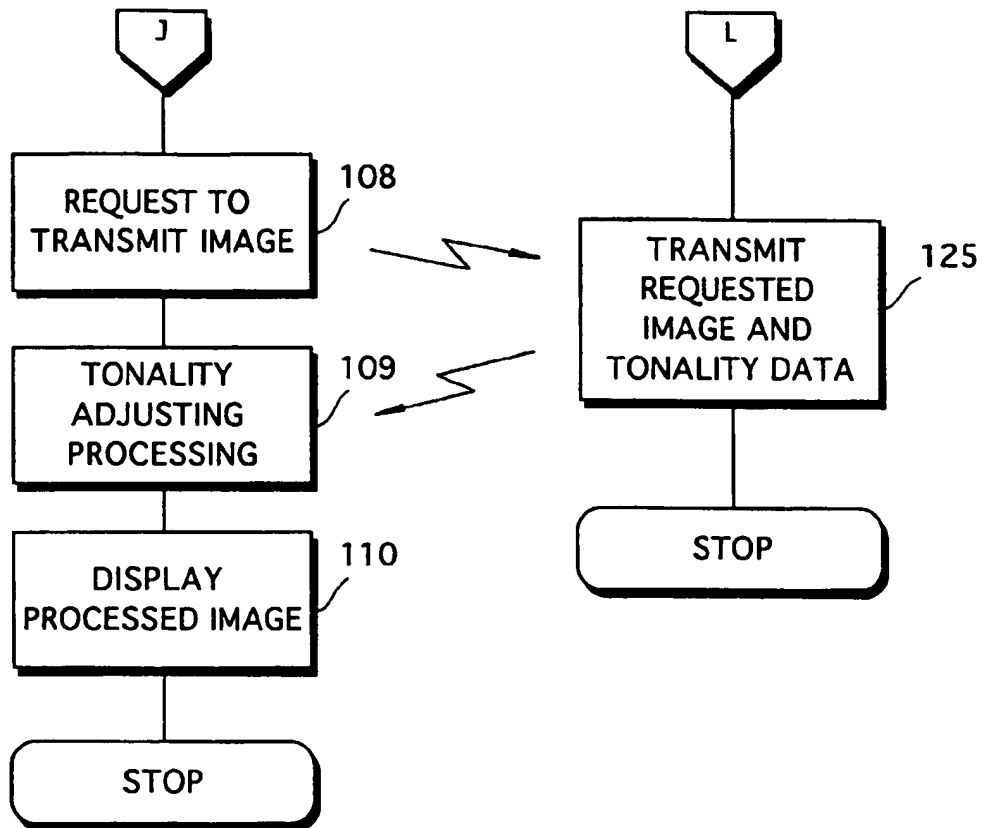 J
REQUEST TO
TRANSMIT IMAGE
108
TONALITY
ADJUSTING
PROCESSING
109
DISPLAY
PROCESSED IMAGE
110
STOP
L
TRANSMIT
REQUESTED
IMAGE AND
TONALITY DATA
125
STOP